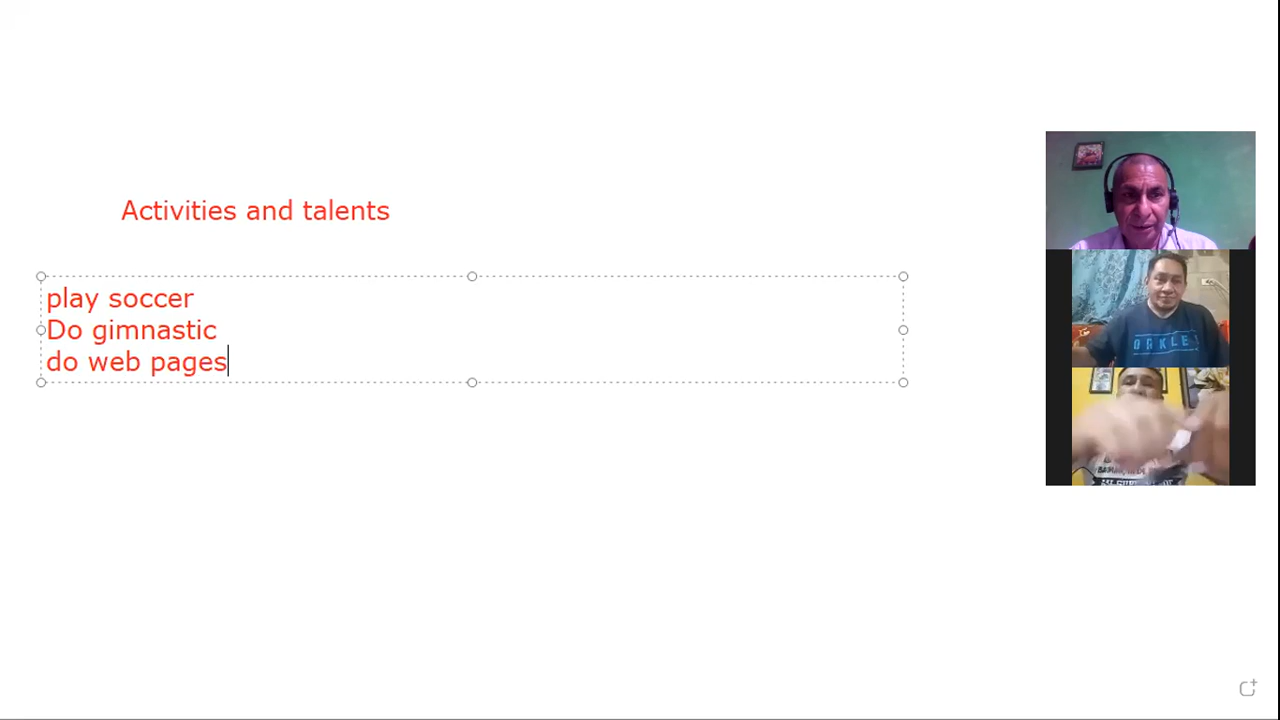 Activities and talents
play soccer
Do gimnastic
do web pages